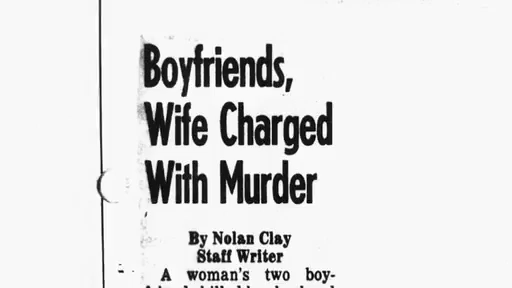 Boyfriends,
Wife Charged
With Murder
By Nolan Clay
Staff Writer
A woman's two boy-